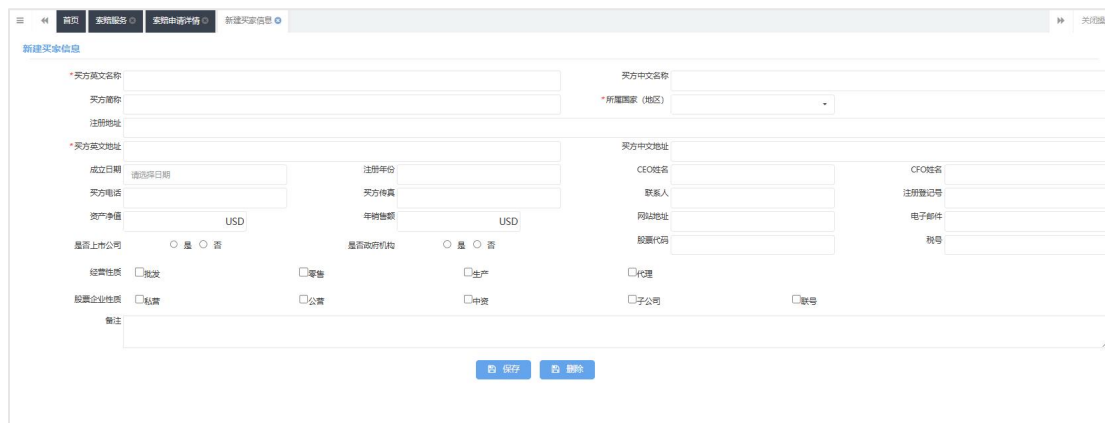 首页 索赔服务 索赔申请详情 新建买家信息
新建买家信息
*买方英文名称 买方中文名称
买方简称 *所属国家（地区）
注册地址
*买方英文地址 买方中文地址
成立日期 请选择日期 注册年份 CEO姓名 CFO姓名
买方电话 买方传真 联系人 注册登记号
资产净值 USD 年销售额 USD 网站地址 电子邮件
是否上市公司 是 否 是否政府机构 是 否 股票代码 税号
经营性质 批发 零售 生产 代理
股票企业性质 私营 公营 中资 子公司 联号
备注
保存 删除